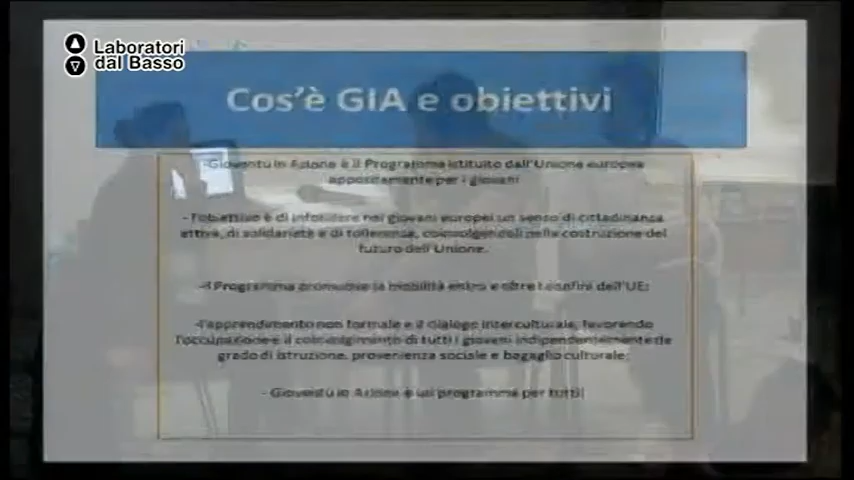 Laboratori
dal Basso
Cos'è GIA e obiettivi
-Gioventù in Azione è il Programma istituito dall'Unione europea
appositamente per i giovani
- l'obiettivo è di infondere nei giovani europei un senso di cittadinanza
attiva, di solidarietà e di tolleranza, coinvolgendoli nella costruzione del
futuro dell'Unione.
-il Programma promuove la mobilità entro e oltre i confini dell'UE;
-l'apprendimento non formale e il dialogo interculturale, favorendo
l'occupazione e il coinvolgimento di tutti i giovani indipendentemente da
grado di istruzione, provenienza sociale e bagaglio culturale;
- Gioventù in Azione è un programma per tutti!